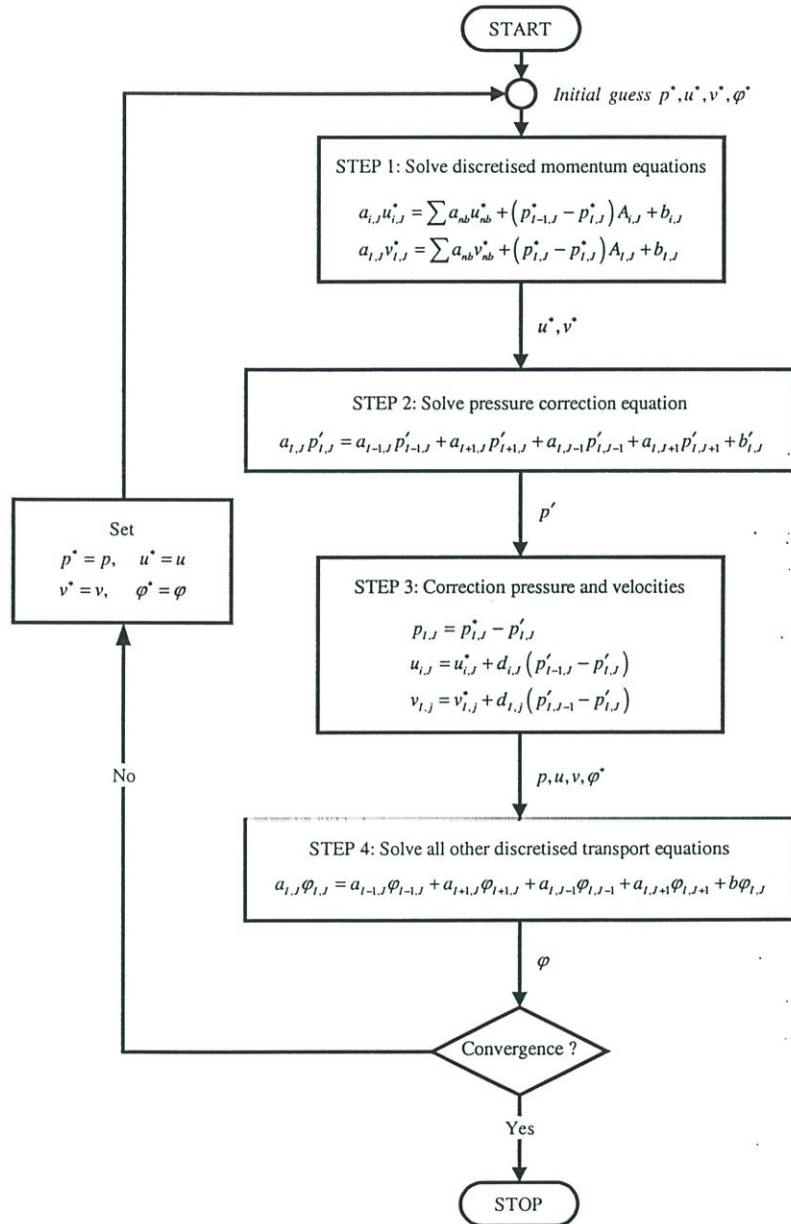 START
Initial guess p*, u*, v*, φ*
STEP 1: Solve discretised momentum equations
a_{i,J} u*_{i,J} = ∑ a_{nb} u*_{nb} + (p*_{I-1,J} − p*_{I,J}) A_{i,J} + b_{i,J}
a_{I,J} v*_{I,J} = ∑ a_{nb} v*_{nb} + (p*_{I,J} − p*_{I,J}) A_{I,J} + b_{I,J}
u*, v*
STEP 2: Solve pressure correction equation
a_{I,J} p′_{I,J} = a_{I-1,J} p′_{I-1,J} + a_{I+1,J} p′_{I+1,J} + a_{I,J-1} p′_{I,J-1} + a_{I,J+1} p′_{I,J+1} + b′_{I,J}
p′
Set
p* = p, u* = u
v* = v, φ* = φ
STEP 3: Correction pressure and velocities
p_{I,J} = p*_{I,J} − p′_{I,J}
u_{i,J} = u*_{i,J} + d_{i,J} (p′_{I-1,J} − p′_{I,J})
v_{I,j} = v*_{I,j} + d_{I,j} (p′_{I,J-1} − p′_{I,J})
No
p, u, v, φ*
STEP 4: Solve all other discretised transport equations
a_{I,J} φ_{I,J} = a_{I-1,J} φ_{I-1,J} + a_{I+1,J} φ_{I+1,J} + a_{I,J-1} φ_{I,J-1} + a_{I,J+1} φ_{I,J+1} + bφ_{I,J}
φ
Convergence ?
Yes
STOP